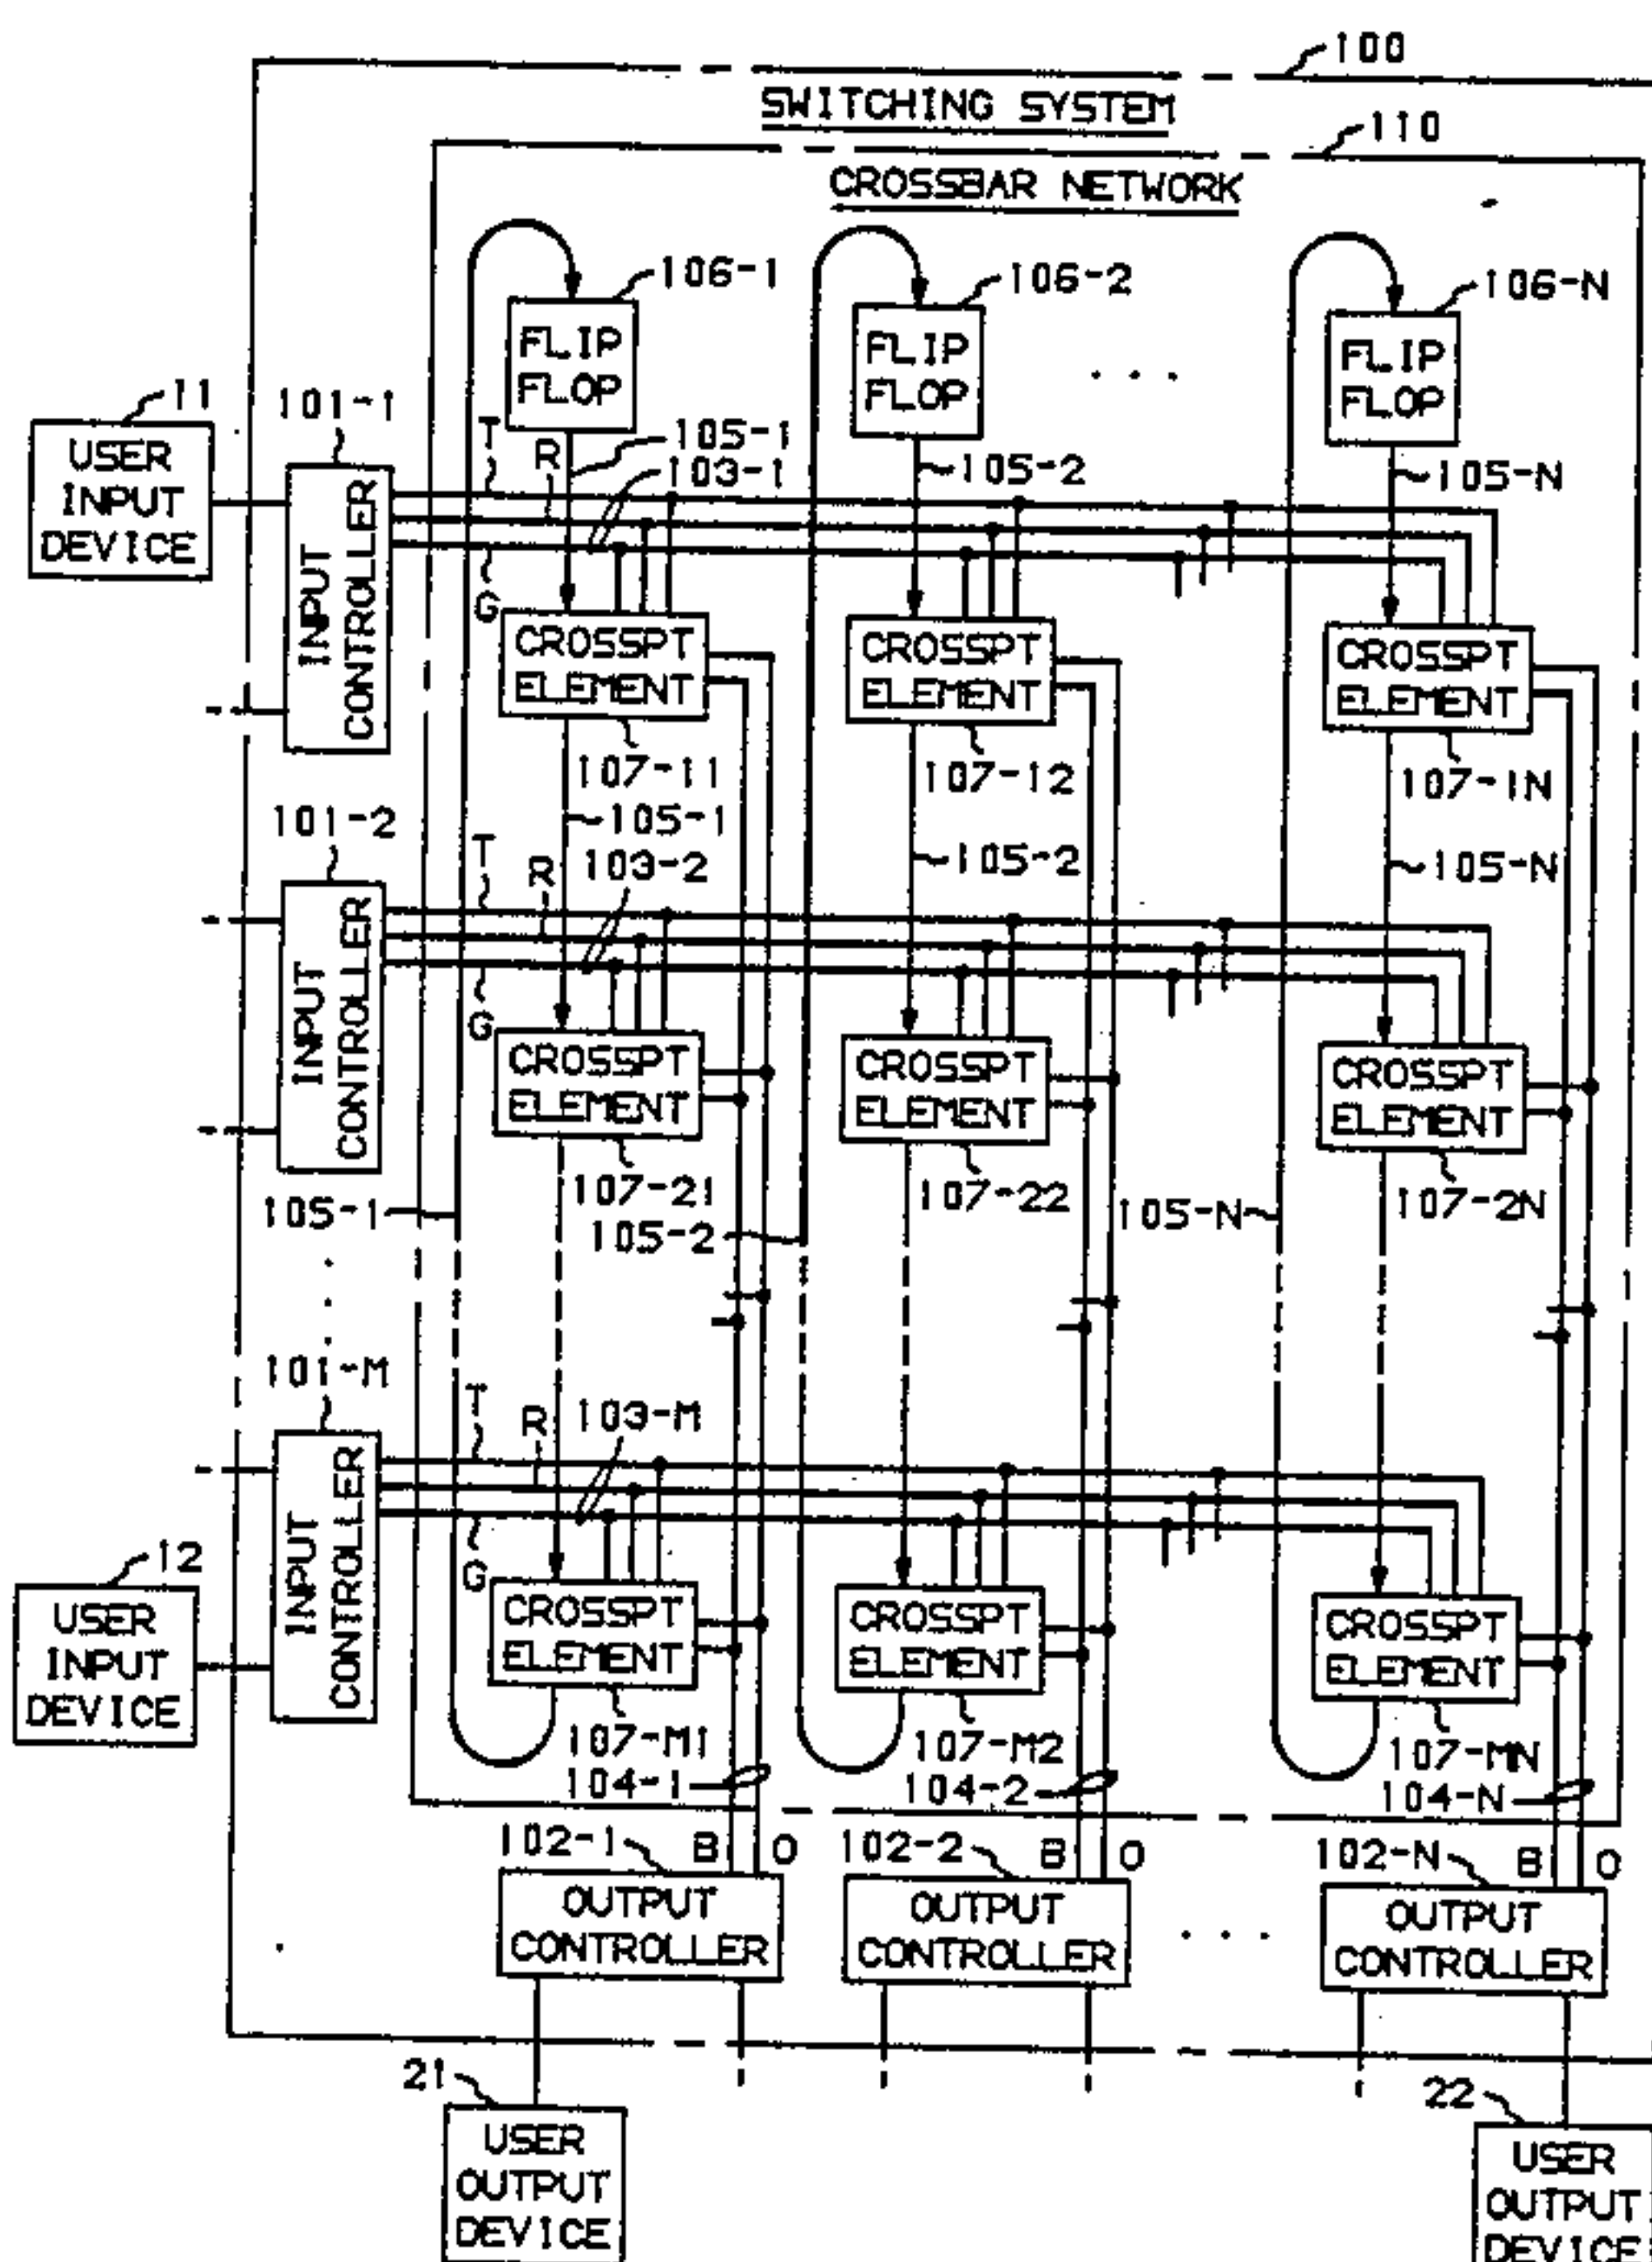 100
SWITCHING SYSTEM
110
CROSSBAR NETWORK
106-1
106-2
106-N
FLIP
FLOP
FLIP
FLOP
FLIP
FLOP
. . .
11
101-1
USER
INPUT
DEVICE
INPUT
CONTROLLER
T
R
G
105-1
103-1
105-2
105-N
CROSSPT
ELEMENT
CROSSPT
ELEMENT
CROSSPT
ELEMENT
107-11
107-12
107-1N
101-2
105-1
105-2
105-N
T
R
103-2
G
INPUT
CONTROLLER
CROSSPT
ELEMENT
CROSSPT
ELEMENT
CROSSPT
ELEMENT
107-21
107-22
107-2N
105-1
105-2
105-N
101-M
T
R
103-M
G
12
USER
INPUT
DEVICE
INPUT
CONTROLLER
CROSSPT
ELEMENT
CROSSPT
ELEMENT
CROSSPT
ELEMENT
107-M1
107-M2
107-MN
104-1
104-2
104-N
102-1
B
O
102-2
B
O
102-N
B
O
OUTPUT
CONTROLLER
OUTPUT
CONTROLLER
. . .
OUTPUT
CONTROLLER
21
22
USER
OUTPUT
DEVICE
USER
OUTPUT
DEVICE